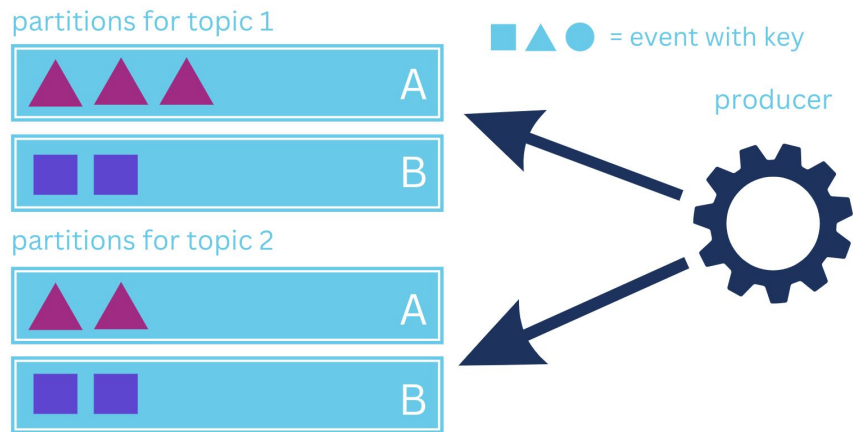 partitions for topic 1
= event with key
A
producer
B
partitions for topic 2
A
B